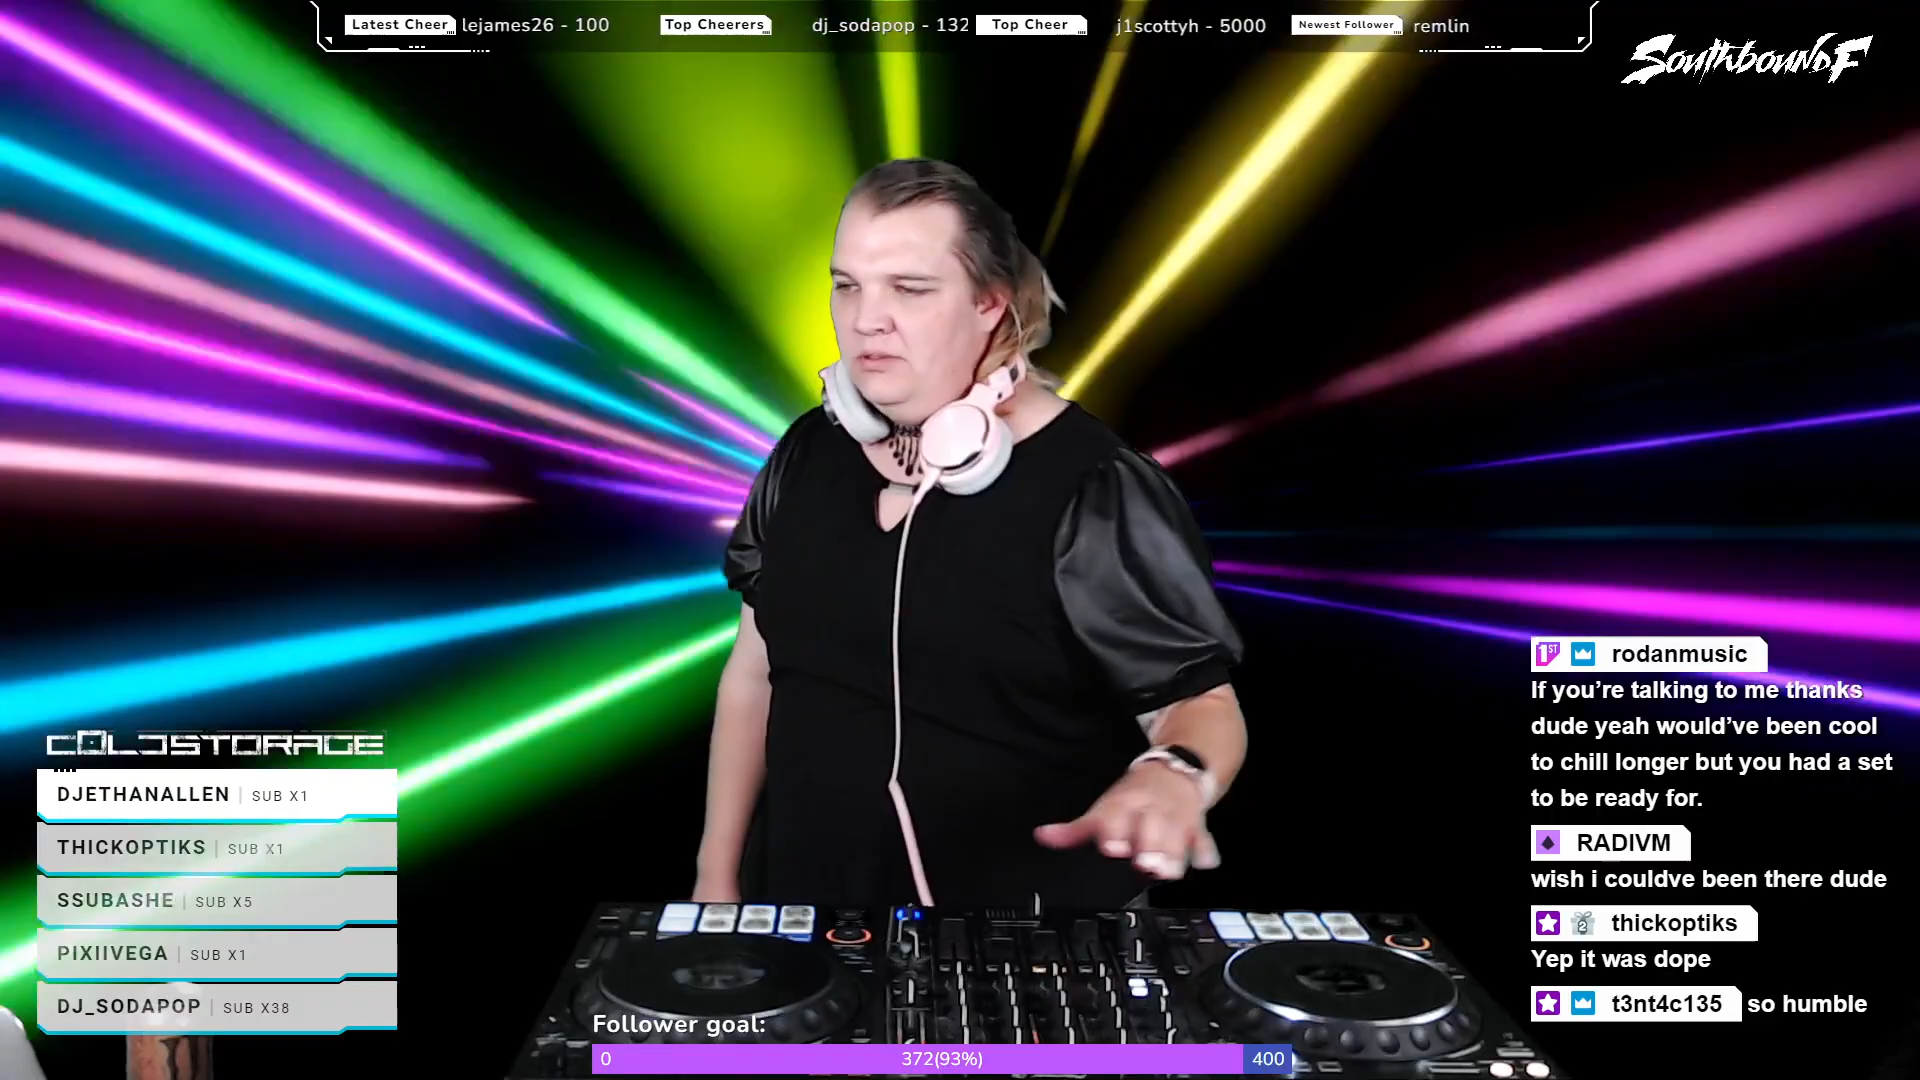 Latest Cheer lejames26 - 100 Top Cheerers dj_sodapop - 132 Top Cheer j1scottyh - 5000 Newest Follower remlin
SouthboundF
COLDSTORAGE
DJETHANALLEN | SUB X1
THICKOPTIKS | SUB X1
SSUBASHE | SUB X5
PIXIIVEGA | SUB X1
DJ_SODAPOP | SUB X38
rodanmusic
If you’re talking to me thanks
dude yeah would’ve been cool
to chill longer but you had a set
to be ready for.
RADIVM
wish i couldve been there dude
thickoptiks
Yep it was dope
t3nt4c135 so humble
Follower goal:
0 372(93%) 400